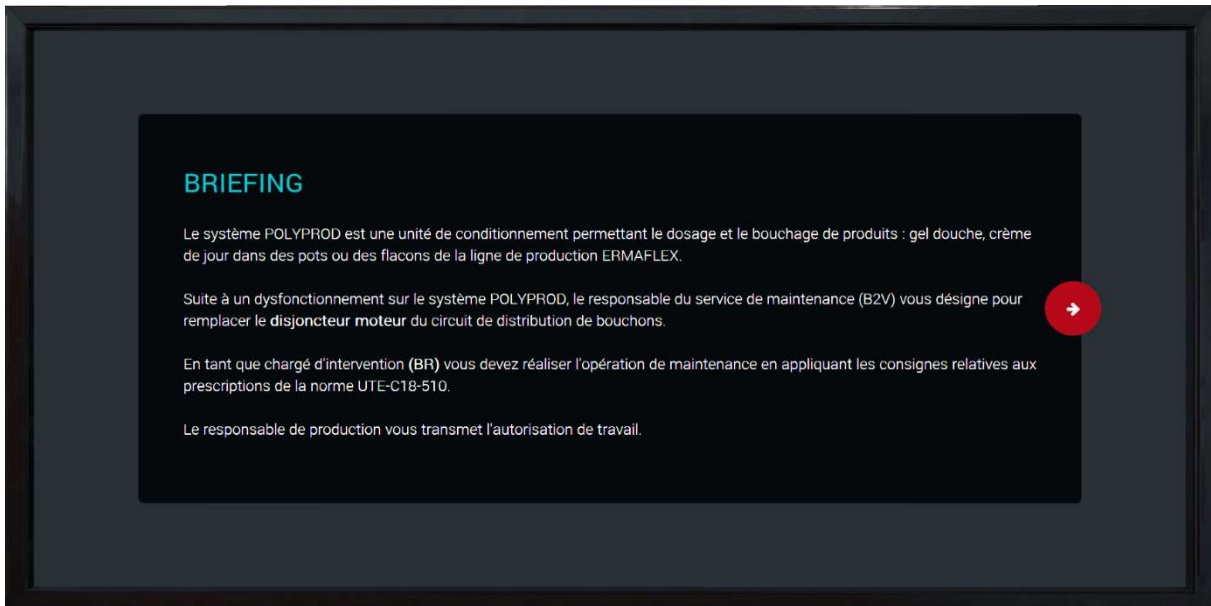 BRIEFING
Le système POLYPROD est une unité de conditionnement permettant le dosage et le bouchage de produits : gel douche, crème
de jour dans des pots ou des flacons de la ligne de production ERMAFLEX.
Suite à un dysfonctionnement sur le système POLYPROD, le responsable du service de maintenance (B2V) vous désigne pour
remplacer le disjoncteur moteur du circuit de distribution de bouchons.
En tant que chargé d'intervention (BR) vous devez réaliser l'opération de maintenance en appliquant les consignes relatives aux
prescriptions de la norme UTE-C18-510.
Le responsable de production vous transmet l'autorisation de travail.